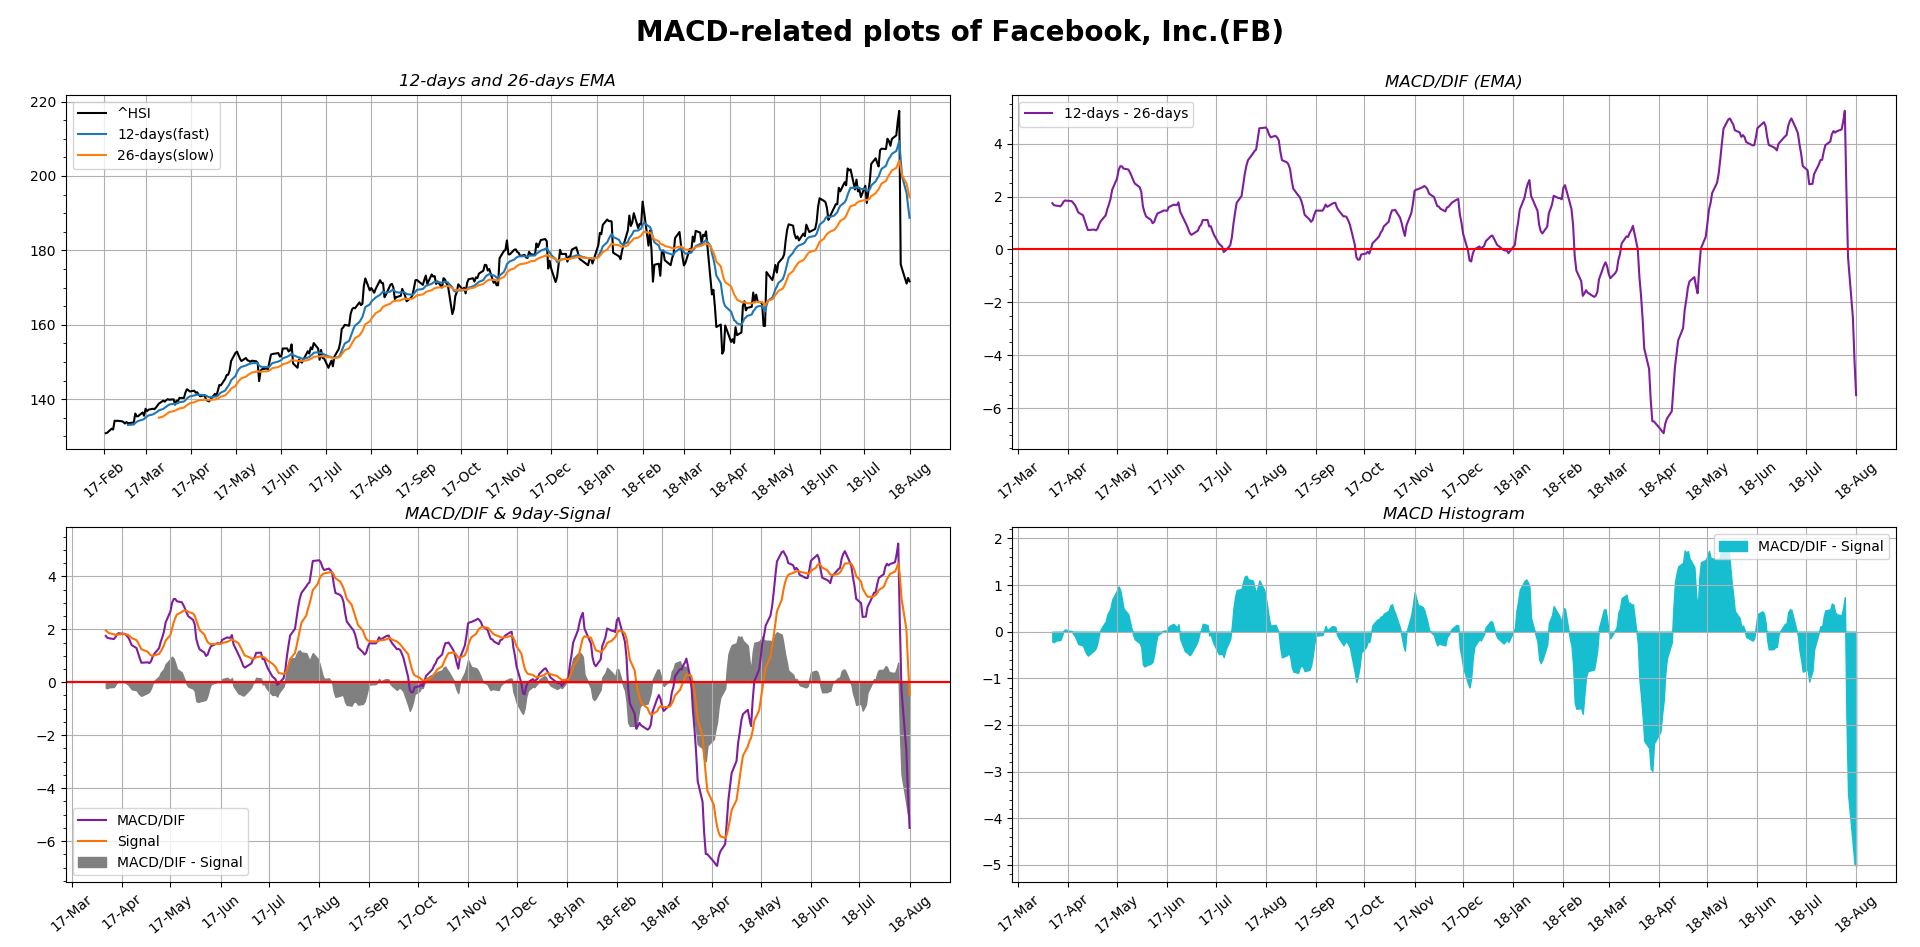 MACD-related plots of Facebook, Inc.(FB)
12-days and 26-days EMA
^HSI
12-days(fast)
26-days(slow)
220
200
180
160
140
17-Feb 17-Mar 17-Apr 17-May 17-Jun 17-Jul 17-Aug 17-Sep 17-Oct 17-Nov 17-Dec 18-Jan 18-Feb 18-Mar 18-Apr 18-May 18-Jun 18-Jul 18-Aug
MACD/DIF (EMA)
12-days - 26-days
4
2
0
−2
−4
−6
17-Mar 17-Apr 17-May 17-Jun 17-Jul 17-Aug 17-Sep 17-Oct 17-Nov 17-Dec 18-Jan 18-Feb 18-Mar 18-Apr 18-May 18-Jun 18-Jul 18-Aug
MACD/DIF & 9day-Signal
4
2
0
−2
−4
−6
MACD/DIF
Signal
MACD/DIF - Signal
17-Mar 17-Apr 17-May 17-Jun 17-Jul 17-Aug 17-Sep 17-Oct 17-Nov 17-Dec 18-Jan 18-Feb 18-Mar 18-Apr 18-May 18-Jun 18-Jul 18-Aug
MACD Histogram
MACD/DIF - Signal
2
1
0
−1
−2
−3
−4
−5
17-Mar 17-Apr 17-May 17-Jun 17-Jul 17-Aug 17-Sep 17-Oct 17-Nov 17-Dec 18-Jan 18-Feb 18-Mar 18-Apr 18-May 18-Jun 18-Jul 18-Aug